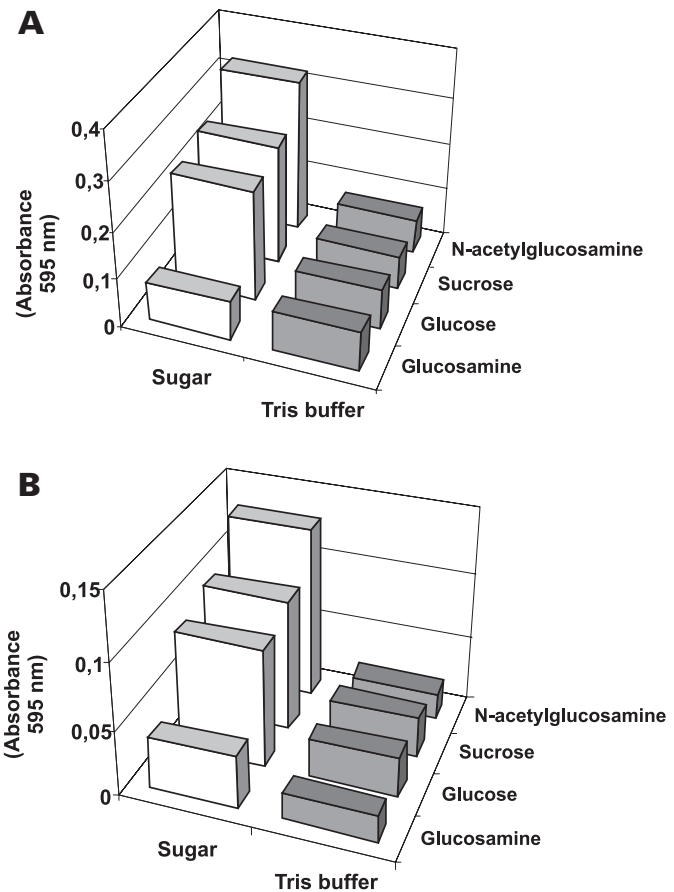 A
0,4
0,3
0,2
0,1
0
(Absorbance
595 nm)
N-acetylglucosamine
Sucrose
Glucose
Glucosamine
Sugar
Tris buffer
B
0,15
0,1
0,05
0
(Absorbance
595 nm)
N-acetylglucosamine
Sucrose
Glucose
Glucosamine
Sugar
Tris buffer